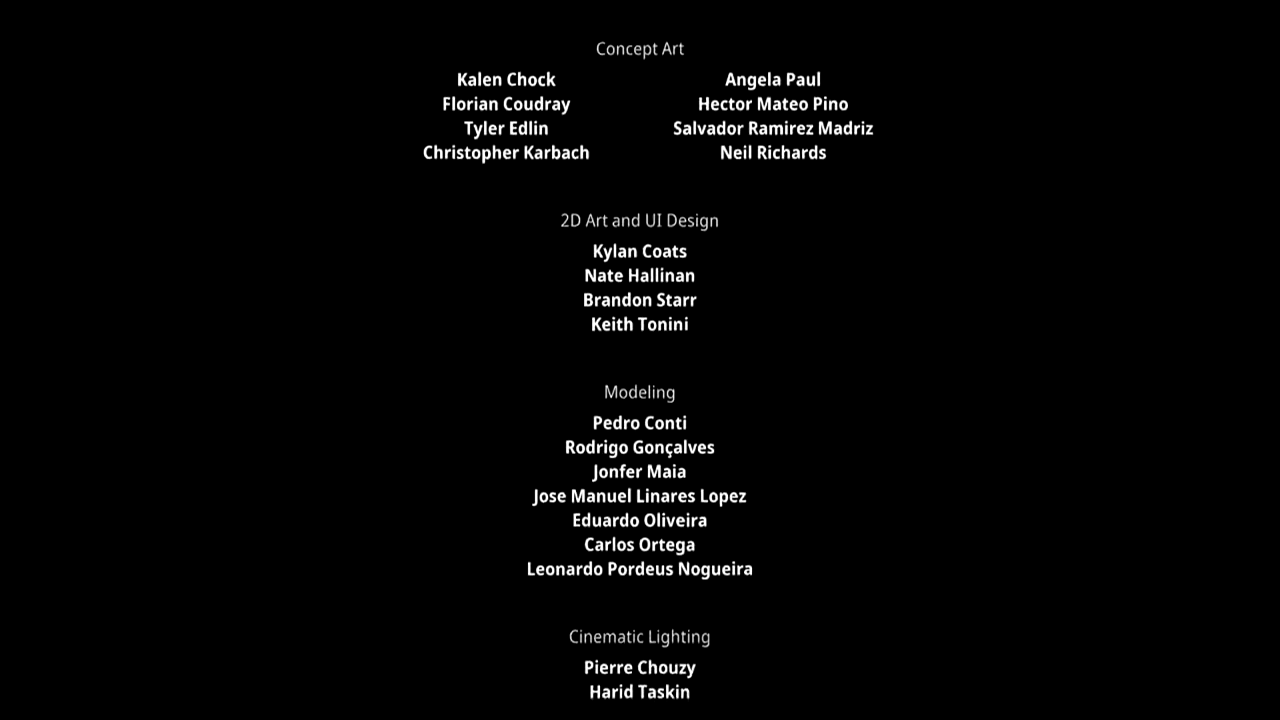 Concept Art
Kalen Chock
Florian Coudray
Tyler Edlin
Christopher Karbach
Angela Paul
Hector Mateo Pino
Salvador Ramirez Madriz
Neil Richards
2D Art and UI Design
Kylan Coats
Nate Hallinan
Brandon Starr
Keith Tonini
Modeling
Pedro Conti
Rodrigo Gonçalves
Jonfer Maia
Jose Manuel Linares Lopez
Eduardo Oliveira
Carlos Ortega
Leonardo Pordeus Nogueira
Cinematic Lighting
Pierre Chouzy
Harid Taskin